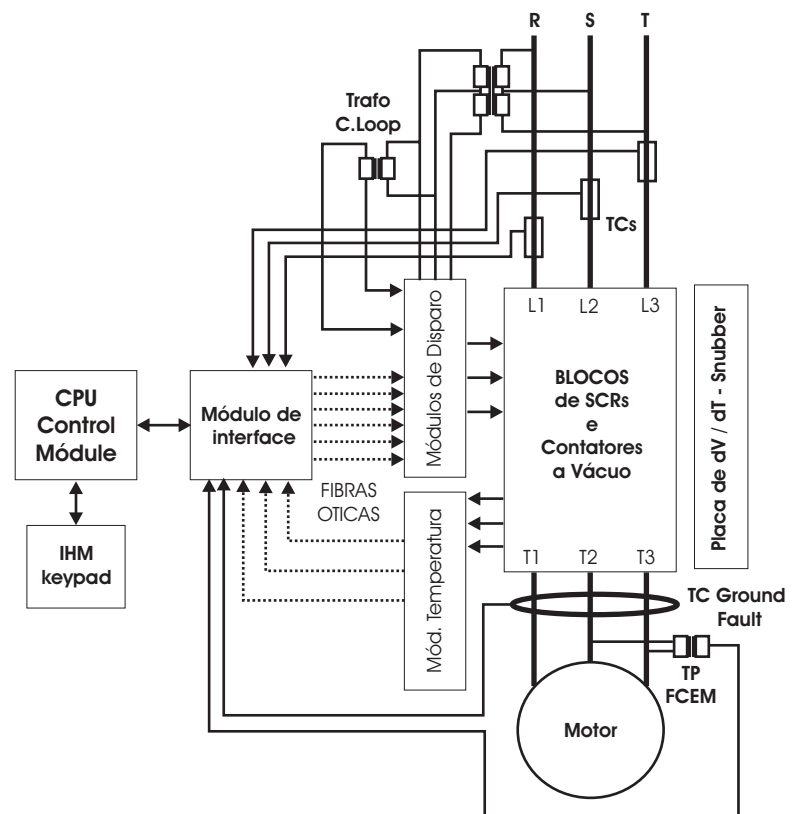 R
S
T
Trafo
C.Loop
TCs
L1
L2
L3
Módulos de Disparo
BLOCOS
de SCRs
e
Contatores
a Vácuo
Placa de dV / dT - Snubber
CPU
Control
Módule
Módulo de
interface
FIBRAS
OTICAS
IHM
keypad
Mód. Temperatura
T1
T2
T3
TC Ground
Fault
TP
FCEM
Motor